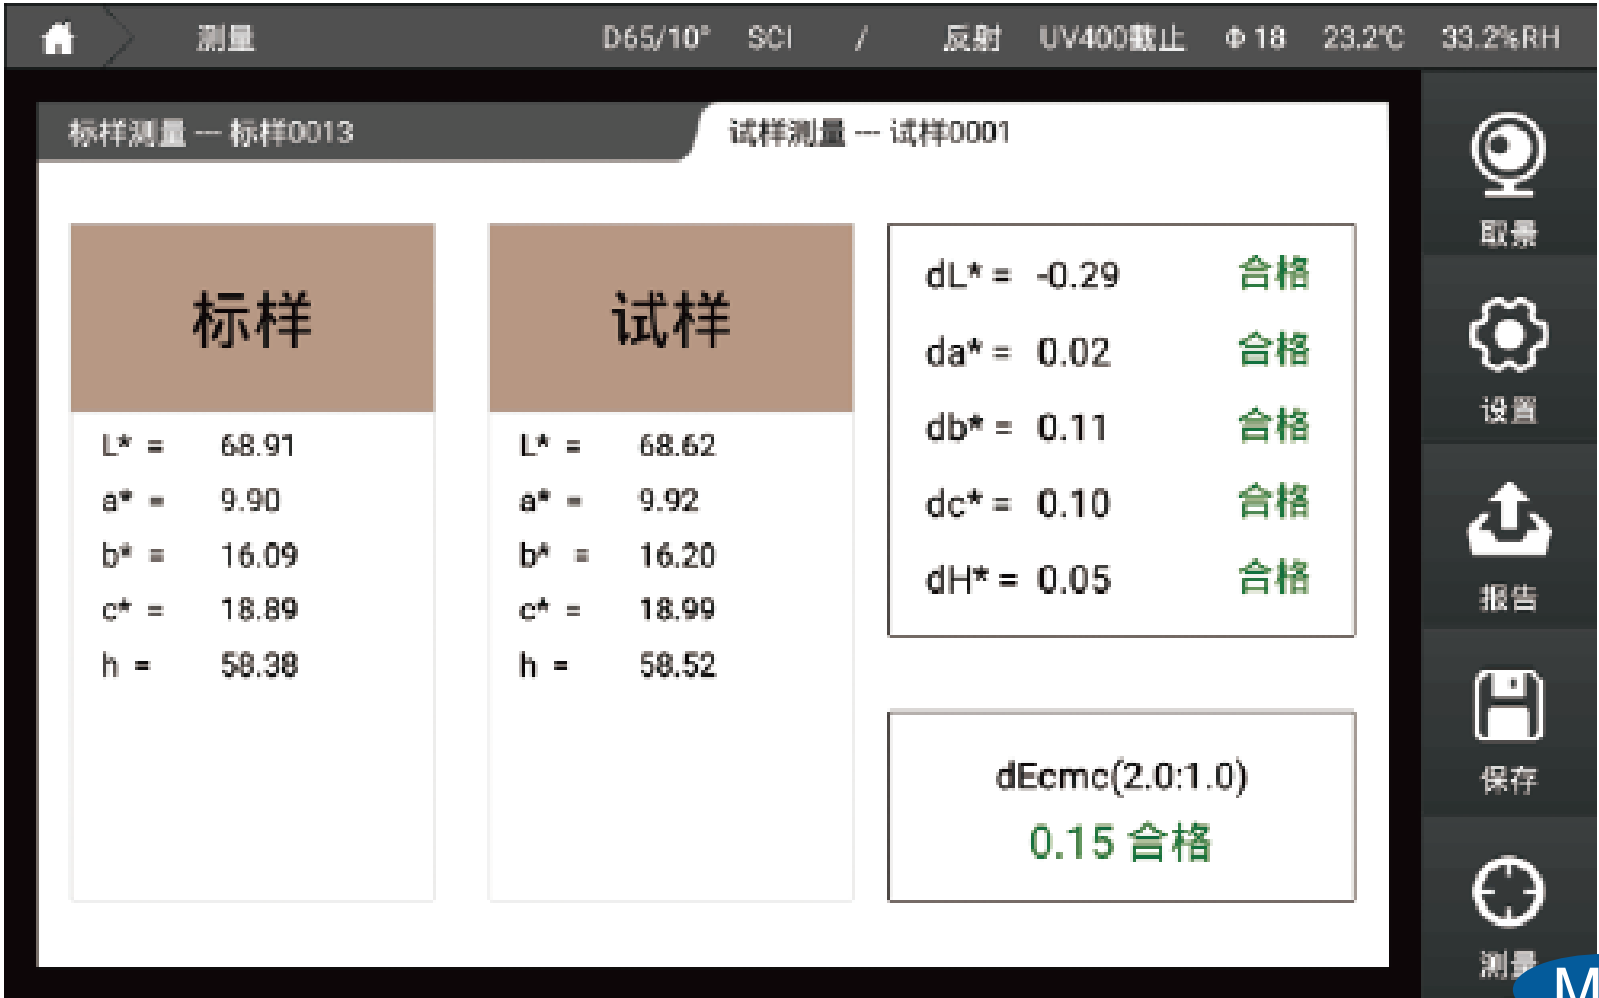 测量 D65/10° SCI / 反射 UV400截止 Φ 18 23.2℃ 33.2%RH
标样测量 --- 标样0013
试样测量 --- 试样0001
标样
L* = 68.91
a* = 9.90
b* = 16.09
c* = 18.89
h = 58.38
试样
L* = 68.62
a* = 9.92
b* = 16.20
c* = 18.99
h = 58.52
dL* = -0.29 合格
da* = 0.02 合格
db* = 0.11 合格
dc* = 0.10 合格
dH* = 0.05 合格
dEcmc(2.0:1.0)
0.15 合格
取景
设置
报告
保存
测量
M